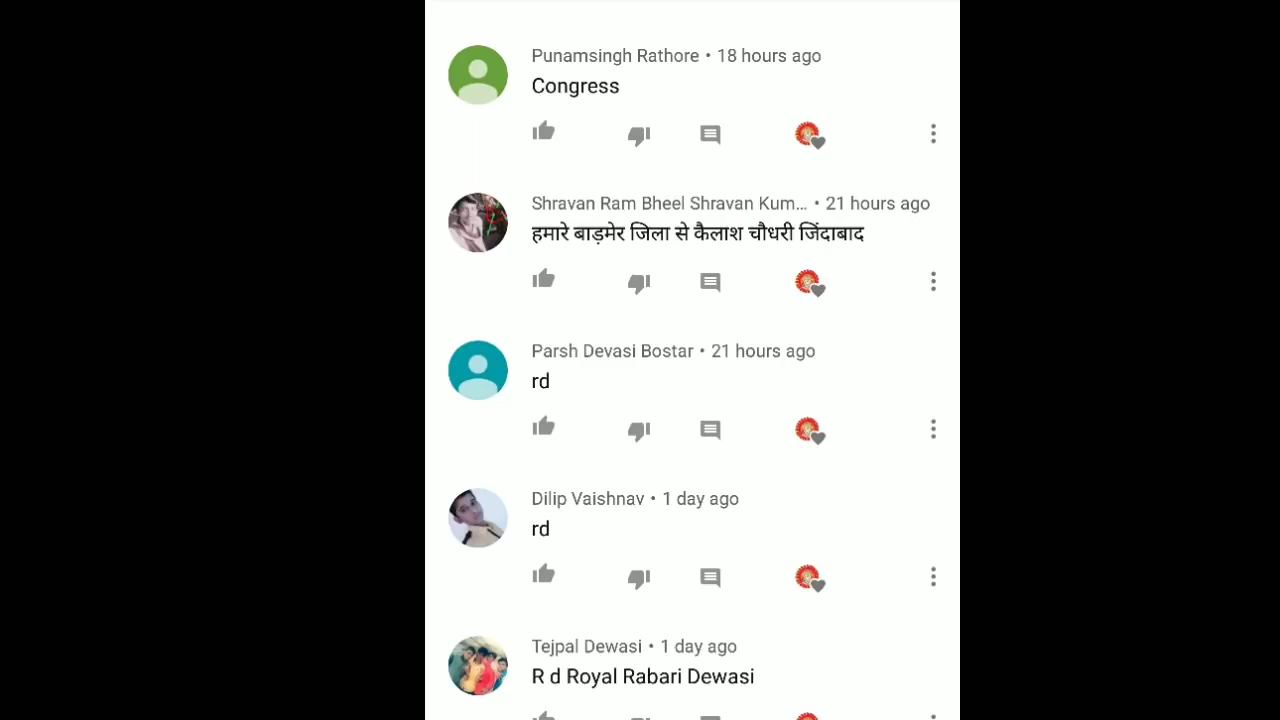 Punamsingh Rathore • 18 hours ago
Congress
Shravan Ram Bheel Shravan Kum... • 21 hours ago
हमारे बाड़मेर जिला से कैलाश चौधरी जिंदाबाद
Parsh Devasi Bostar • 21 hours ago
rd
Dilip Vaishnav • 1 day ago
rd
Tejpal Dewasi • 1 day ago
R d Royal Rabari Dewasi